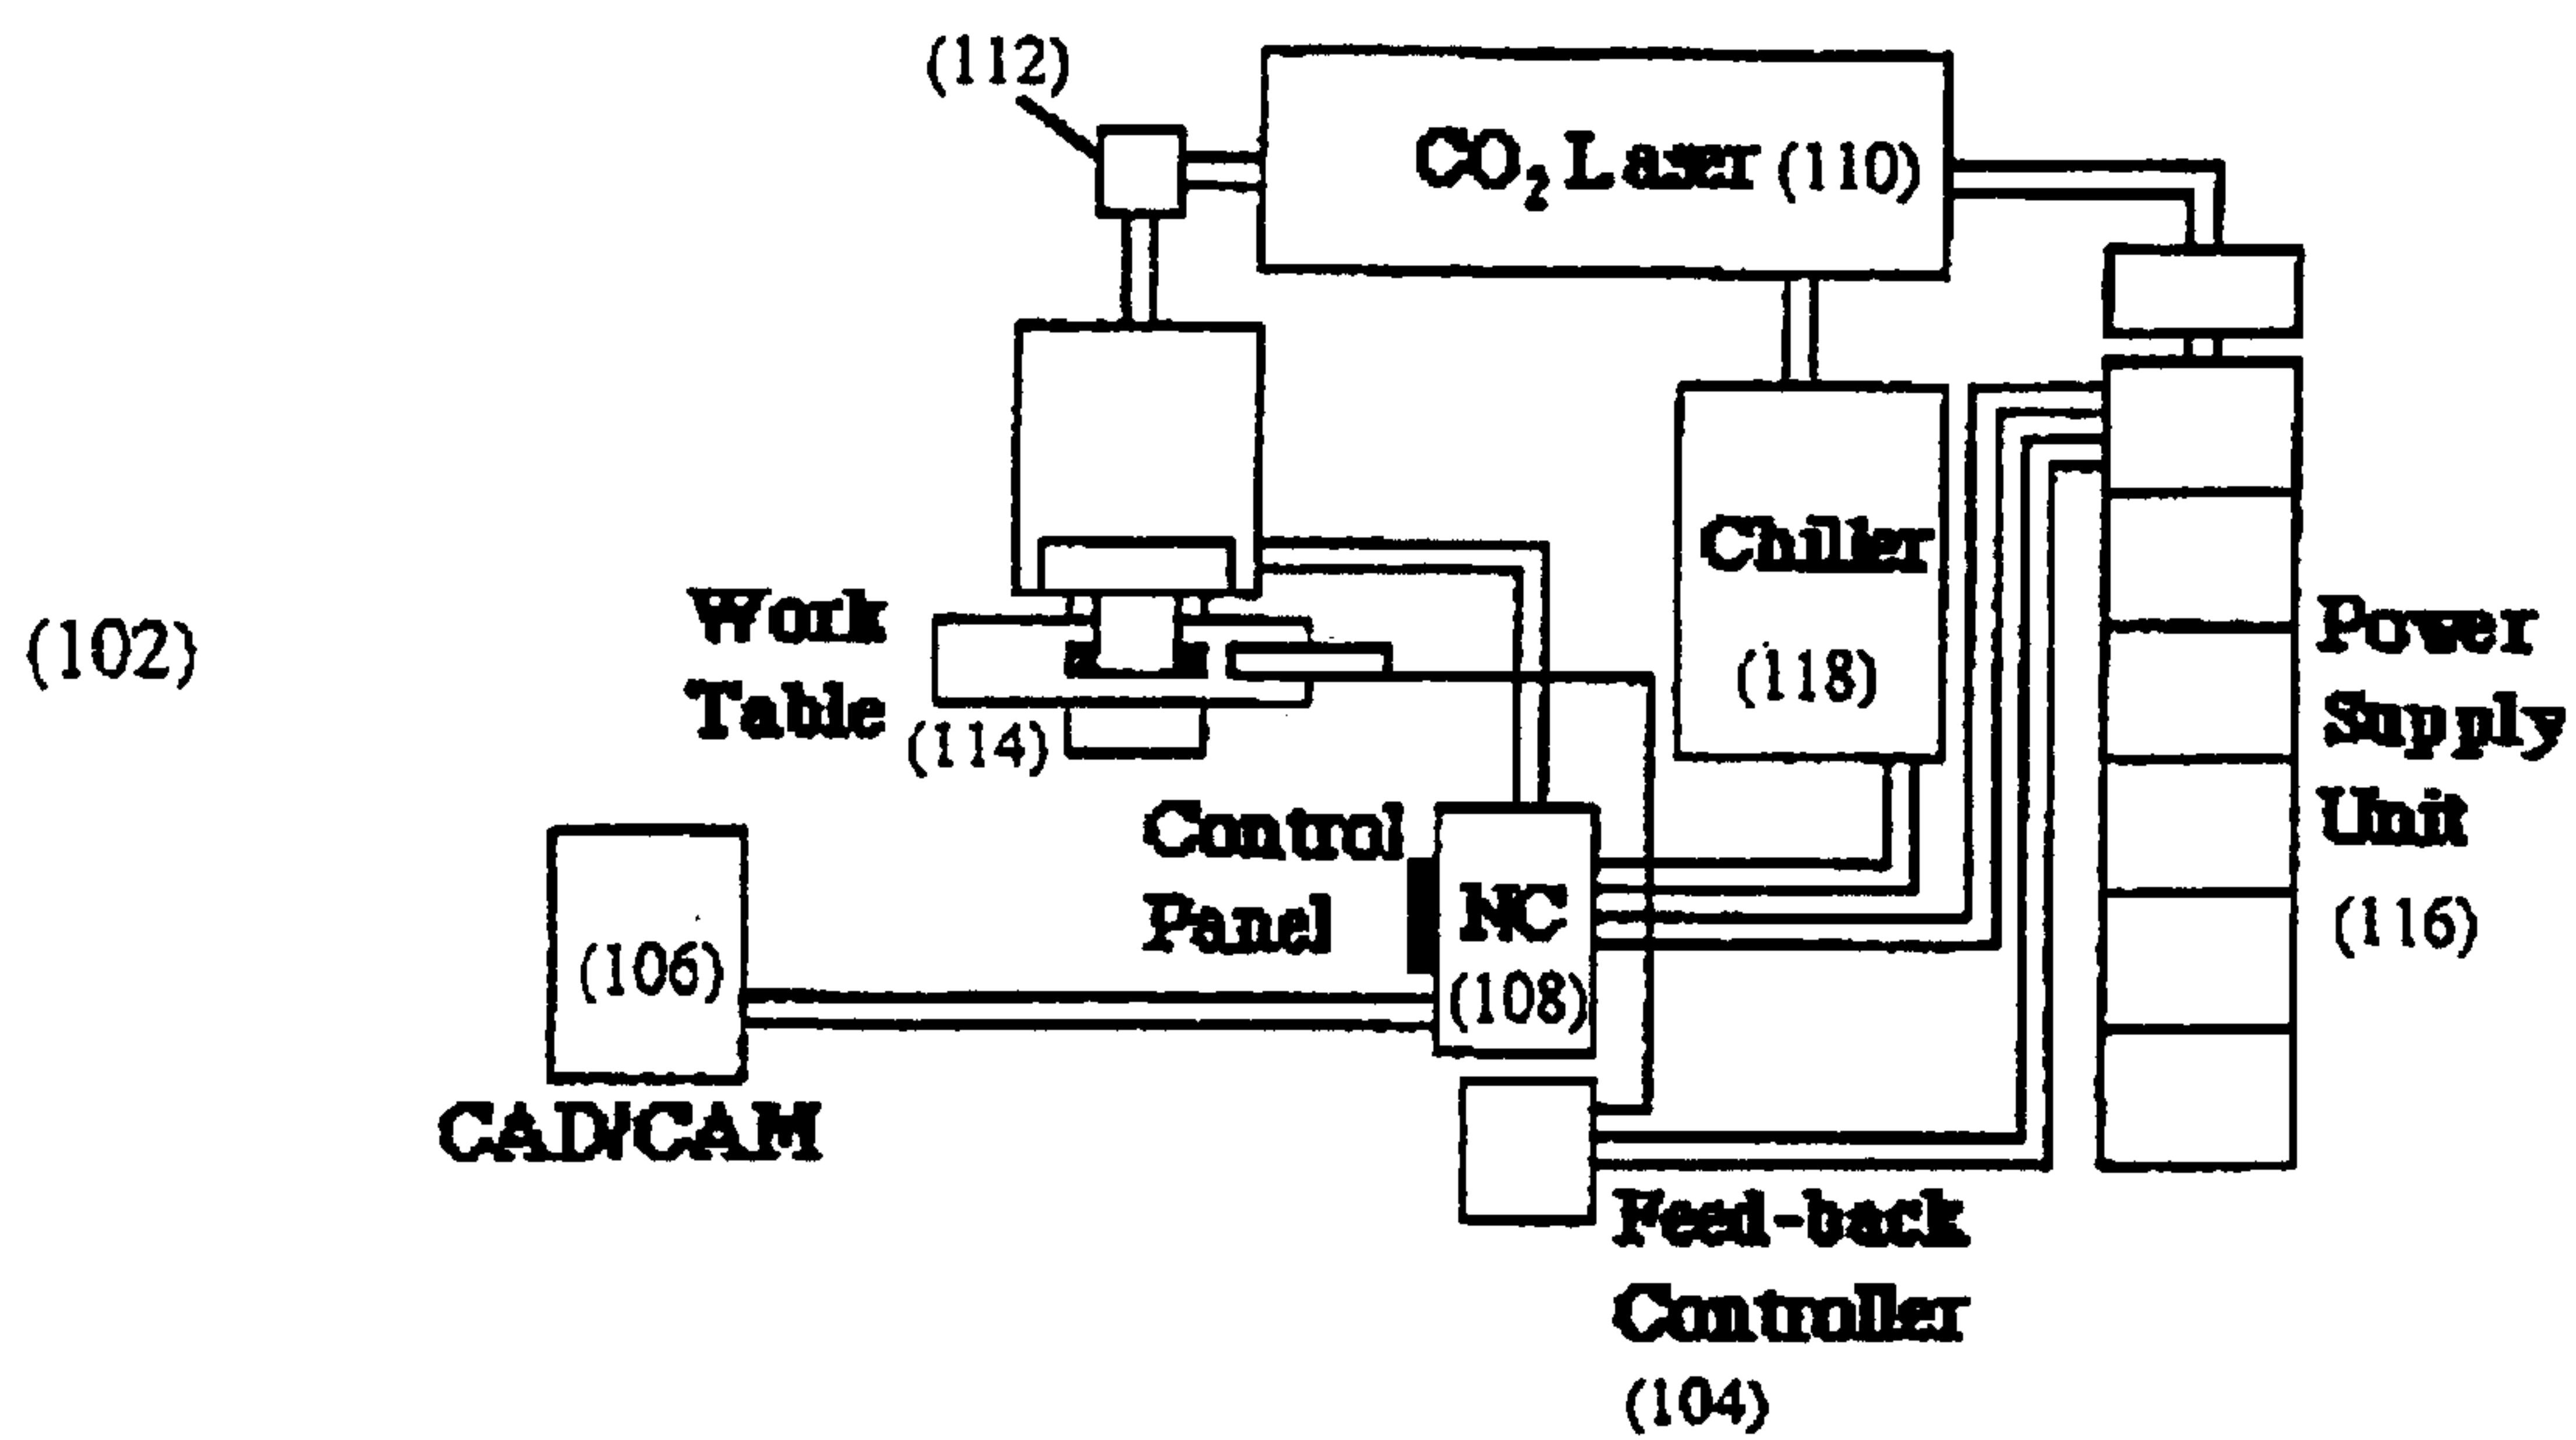 (112)
CO₂ Laser (110)
(102)
Work
Table
(114)
Chiller
(118)
Power
Supply
Unit
(116)
Control
Panel
NC
(108)
(106)
CAD/CAM
Feed-back
Controller
(104)